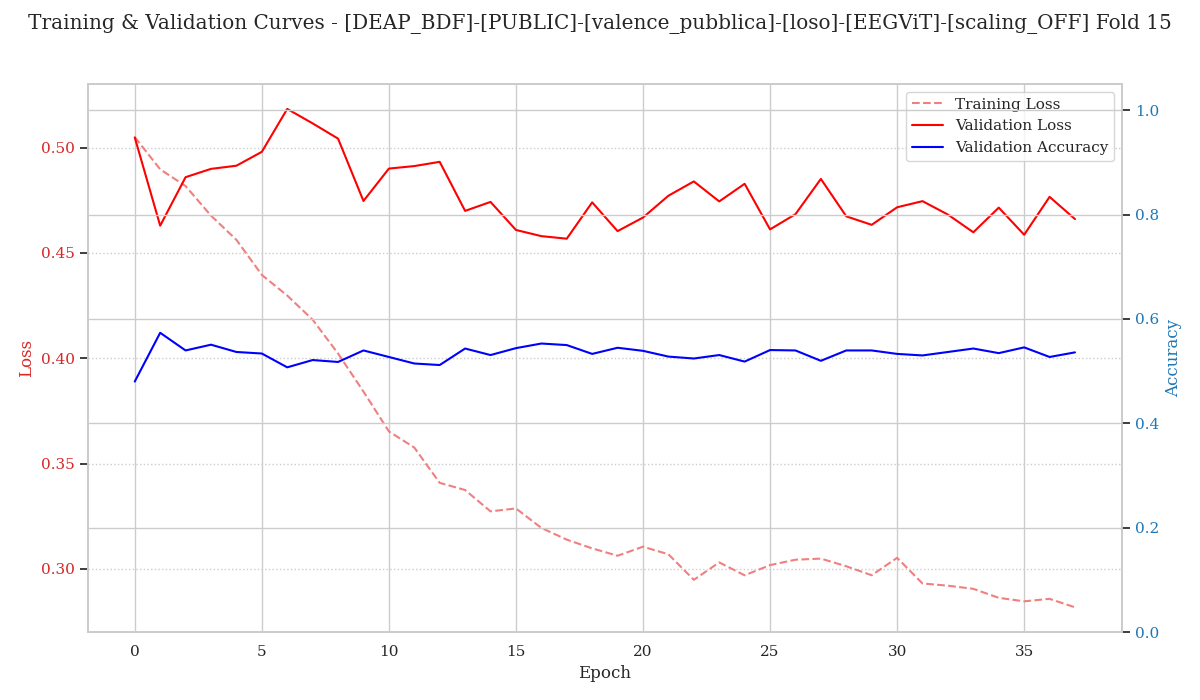 Training & Validation Curves - [DEAP_BDF]-[PUBLIC]-[valence_pubblica]-[loso]-[EEGViT]-[scaling_OFF] Fold 15
Training Loss
Validation Loss
Validation Accuracy
Loss
0.50
0.45
0.40
0.35
0.30
1.0
0.8
0.6
0.4
0.2
0.0
Accuracy
0 5 10 15 20 25 30 35
Epoch